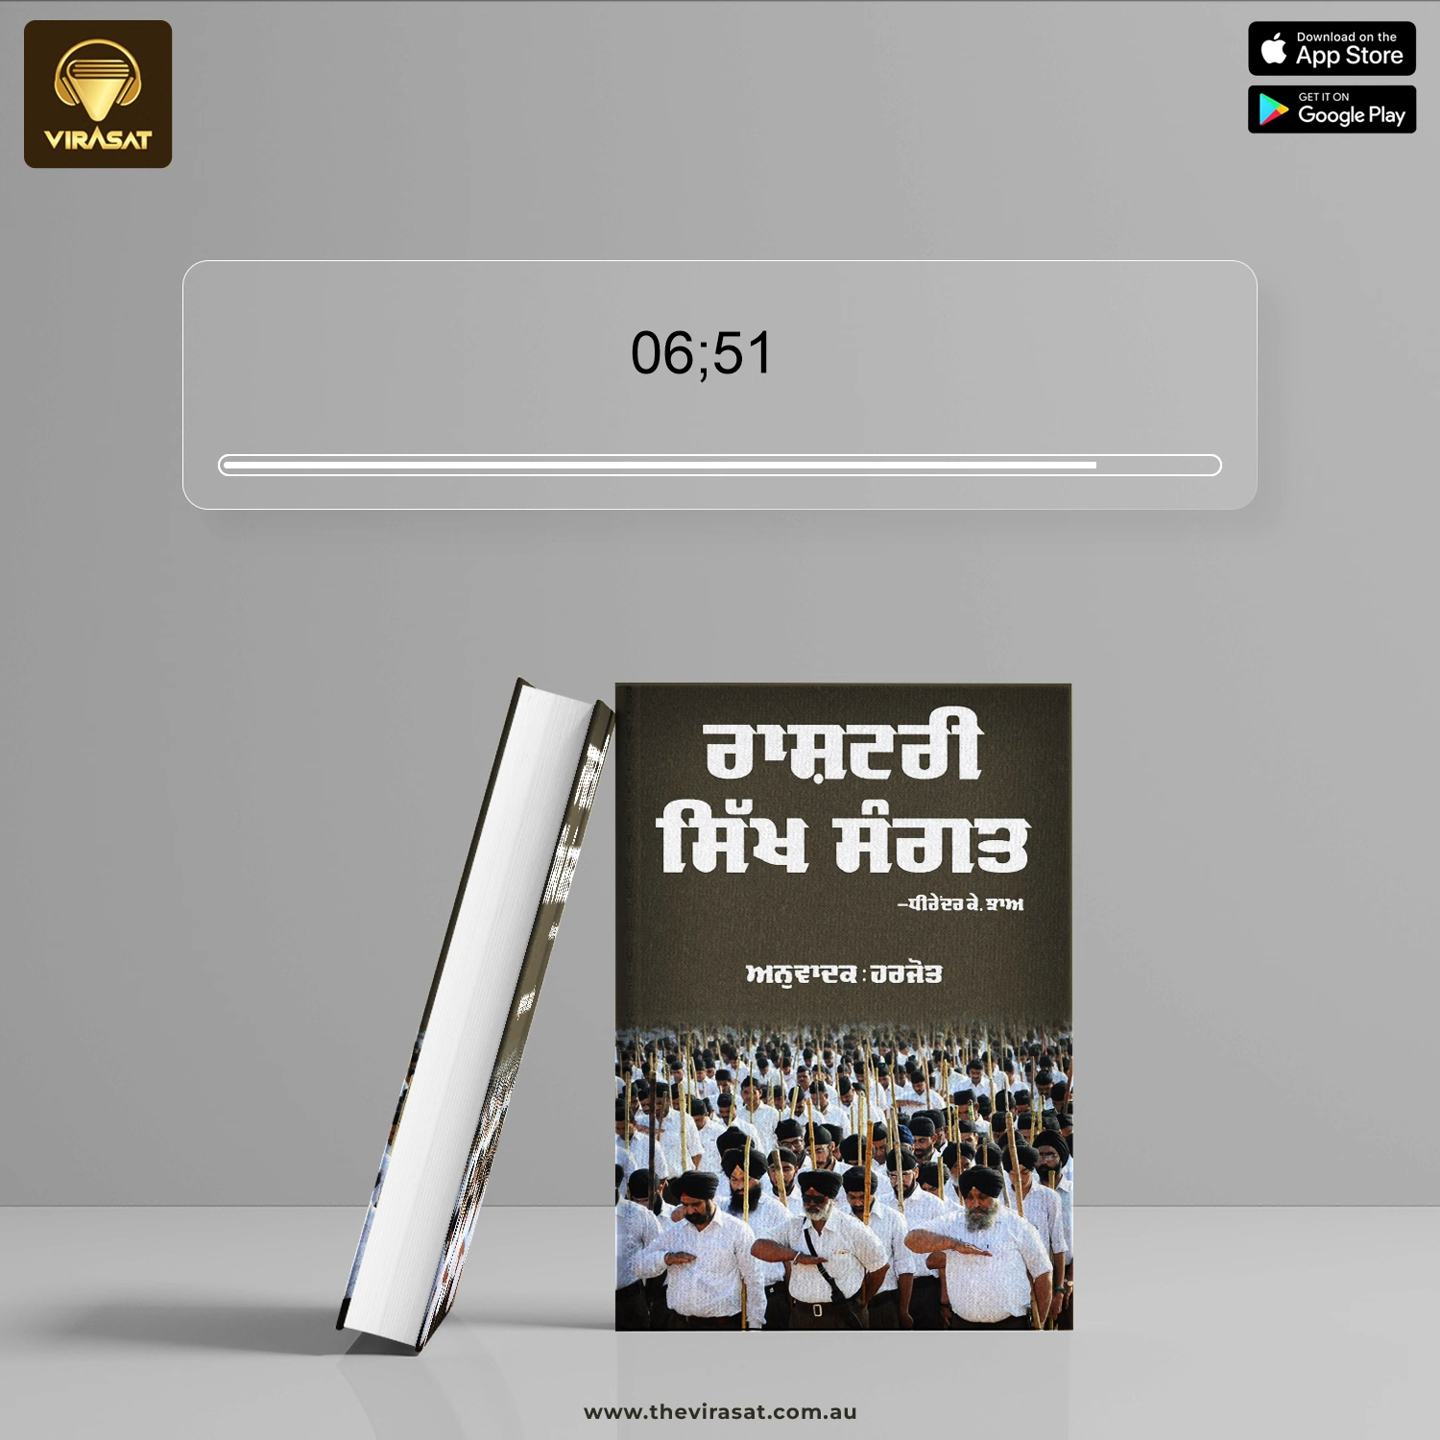 VIRASAT
Download on the
App Store
GET IT ON
Google Play
06;51
ਰਾਸ਼ਟਰੀ
ਸਿੱਖ ਸੰਗਤ
–ਧੀਰੇਂਦਰ ਕੇ. ਝਾਅ
ਅਨੁਵਾਦਕ : ਹਰਜੋਤ
www.thevirasat.com.au